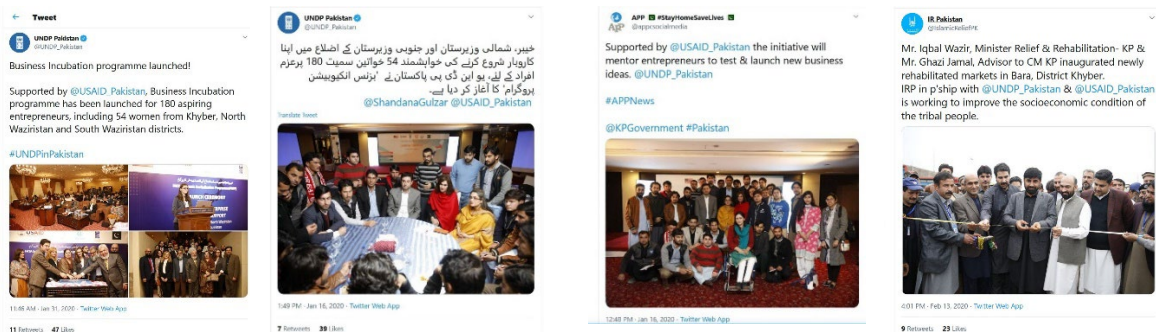 Tweet
UNDP Pakistan
@UNDP_Pakistan
Business Incubation programme launched!
Supported by @USAID_Pakistan, Business Incubation
programme has been launched for 180 aspiring
entrepreneurs, including 54 women from Khyber, North
Waziristan and South Waziristan districts.
#UNDPinPakistan
LAUNCH CEREMONY
11:46 AM · Jan 31, 2020 · Twitter Web App
11 Retweets 47 Likes
UNDP Pakistan
@UNDP_Pakistan
خیبر، شمالی وزیرستان اور جنوبی وزیرستان کے اضلاع میں اپنا
کاروبار شروع کرنے کی خواہشمند 54 خواتین سمیت 180 پرعزم
افراد کے لئے، یو این ڈی پی پاکستان نے 'بزنس انکیوبیشن
پروگرام' کا آغاز کر دیا ہے۔
@ShandanaGulzar @USAID_Pakistan
Translate Tweet
1:49 PM · Jan 16, 2020 · Twitter Web App
7 Retweets 39 Likes
APP #StayHomeSaveLives
@appcsocialmedia
Supported by @USAID_Pakistan the initiative will
mentor entrepreneurs to test & launch new business
ideas. @UNDP_Pakistan
#APPNews
@KPGovernment #Pakistan
12:48 PM · Jan 16, 2020 · Twitter Web App
IR Pakistan
@IslamicReliefPK
Mr. Iqbal Wazir, Minister Relief & Rehabilitation- KP &
Mr. Ghazi Jamal, Advisor to CM KP inaugurated newly
rehabilitated markets in Bara, District Khyber.
IRP in p'ship with @UNDP_Pakistan & @USAID_Pakistan
is working to improve the socioeconomic condition of
the tribal people.
4:01 PM · Feb 13, 2020 · Twitter Web App
9 Retweets 23 Likes